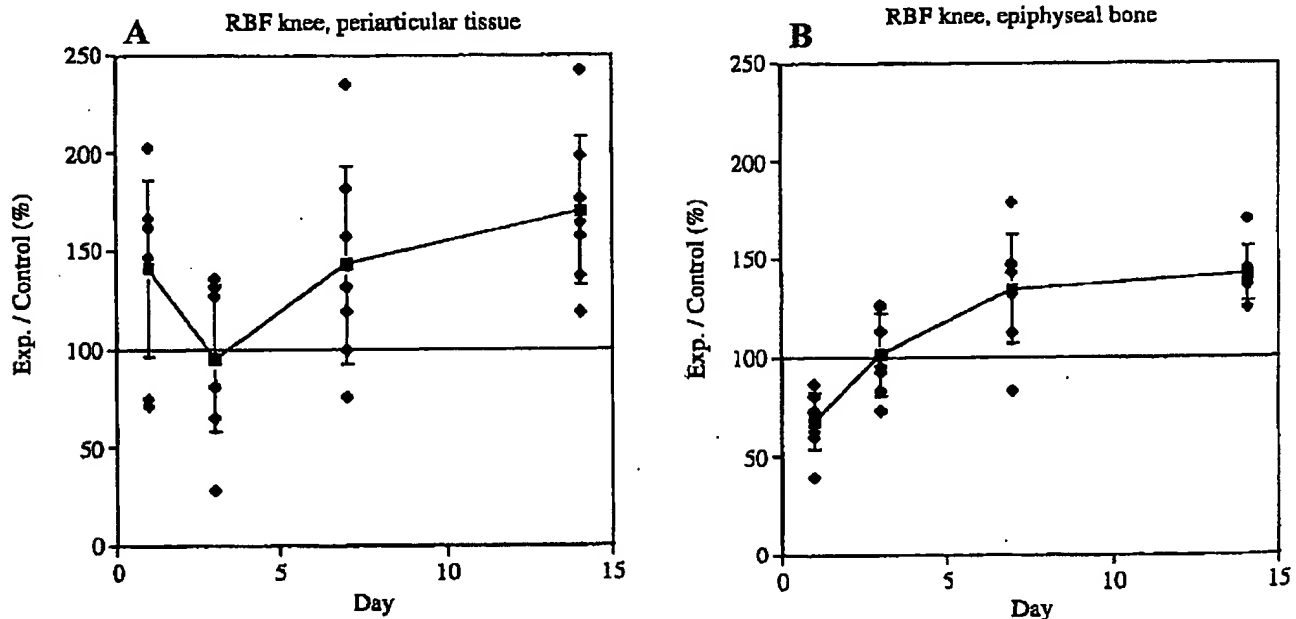 A
RBF knee, periarticular tissue
250
200
150
100
50
0
Exp. / Control (%)
0 5 10 15
Day
B
RBF knee, epiphyseal bone
250
200
150
100
50
0
Exp. / Control (%)
0 5 10 15
Day